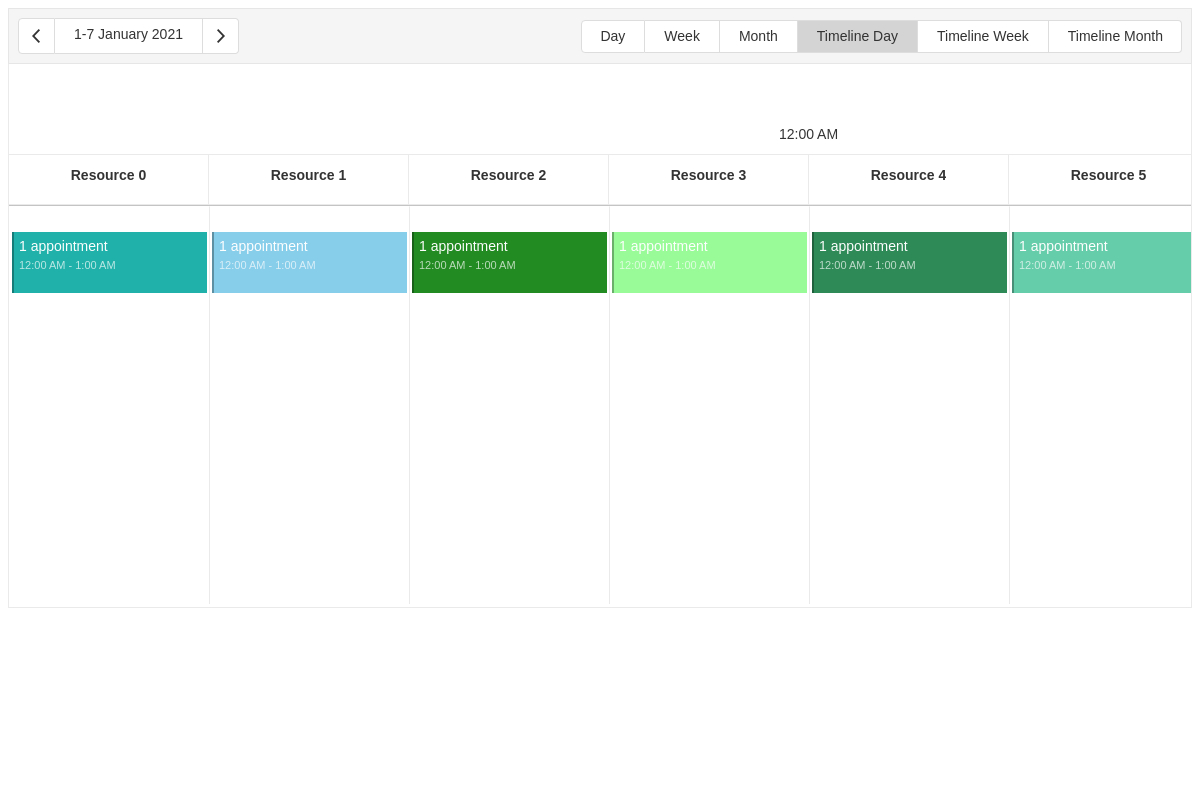 1-7 January 2021 Day Week Month Timeline Day Timeline Week Timeline Month
12:00 AM
Resource 0 Resource 1 Resource 2 Resource 3 Resource 4 Resource 5
1 appointment 1 appointment 1 appointment 1 appointment 1 appointment 1 appointment
12:00 AM - 1:00 AM 12:00 AM - 1:00 AM 12:00 AM - 1:00 AM 12:00 AM - 1:00 AM 12:00 AM - 1:00 AM 12:00 AM - 1:00 AM